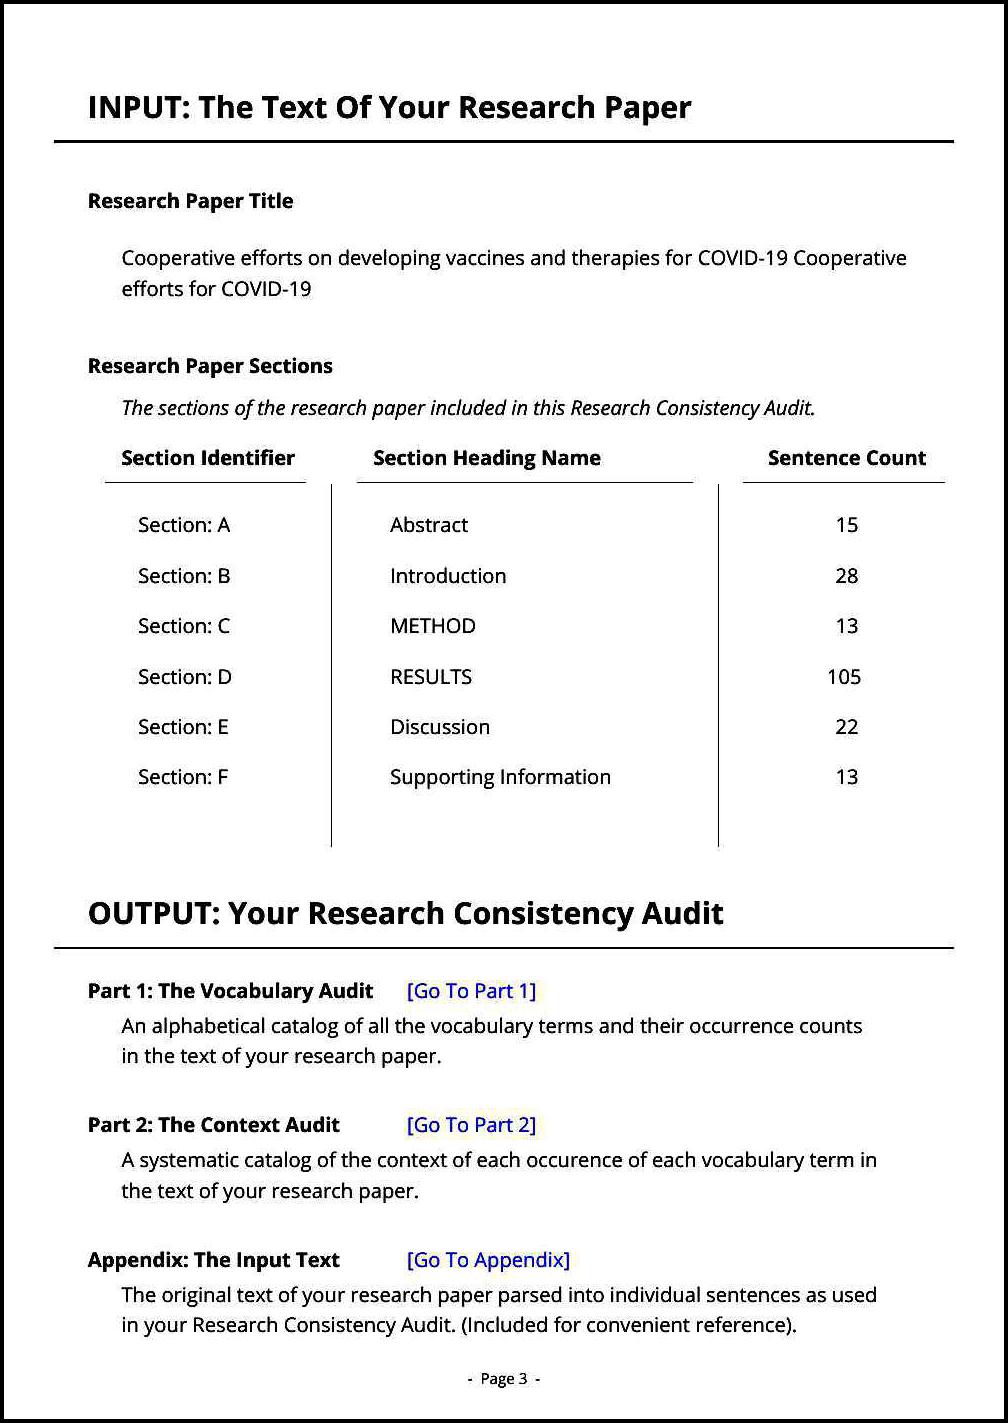 INPUT: The Text Of Your Research Paper
Research Paper Title
Cooperative efforts on developing vaccines and therapies for COVID-19 Cooperative
efforts for COVID-19
Research Paper Sections
The sections of the research paper included in this Research Consistency Audit.
Section Identifier Section Heading Name Sentence Count
Section: A Abstract 15
Section: B Introduction 28
Section: C METHOD 13
Section: D RESULTS 105
Section: E Discussion 22
Section: F Supporting Information 13
OUTPUT: Your Research Consistency Audit
Part 1: The Vocabulary Audit [Go To Part 1]
An alphabetical catalog of all the vocabulary terms and their occurrence counts
in the text of your research paper.
Part 2: The Context Audit [Go To Part 2]
A systematic catalog of the context of each occurence of each vocabulary term in
the text of your research paper.
Appendix: The Input Text [Go To Appendix]
The original text of your research paper parsed into individual sentences as used
in your Research Consistency Audit. (Included for convenient reference).
- Page 3 -